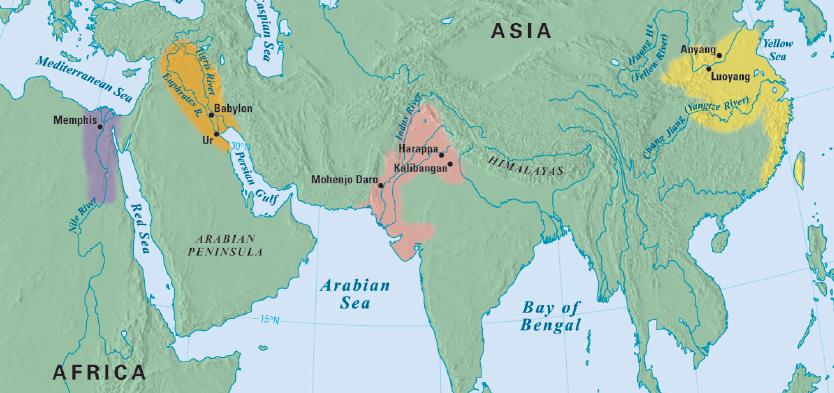 ASIA
Caspian Sea
Mediterranean Sea
Tigris River
Euphrates R.
Babylon
Ur
30°N
Persian Gulf
Memphis
Nile River
Red Sea
ARABIAN
PENINSULA
AFRICA
Indus River
Harappa
Kalibangan
Mohenjo Daro
HIMALAYAS
Arabian
Sea
15°N
Bay of
Bengal
Huang He
(Yellow River)
Anyang
Luoyang
Yellow
Sea
Chang Jiang (Yangtze River)